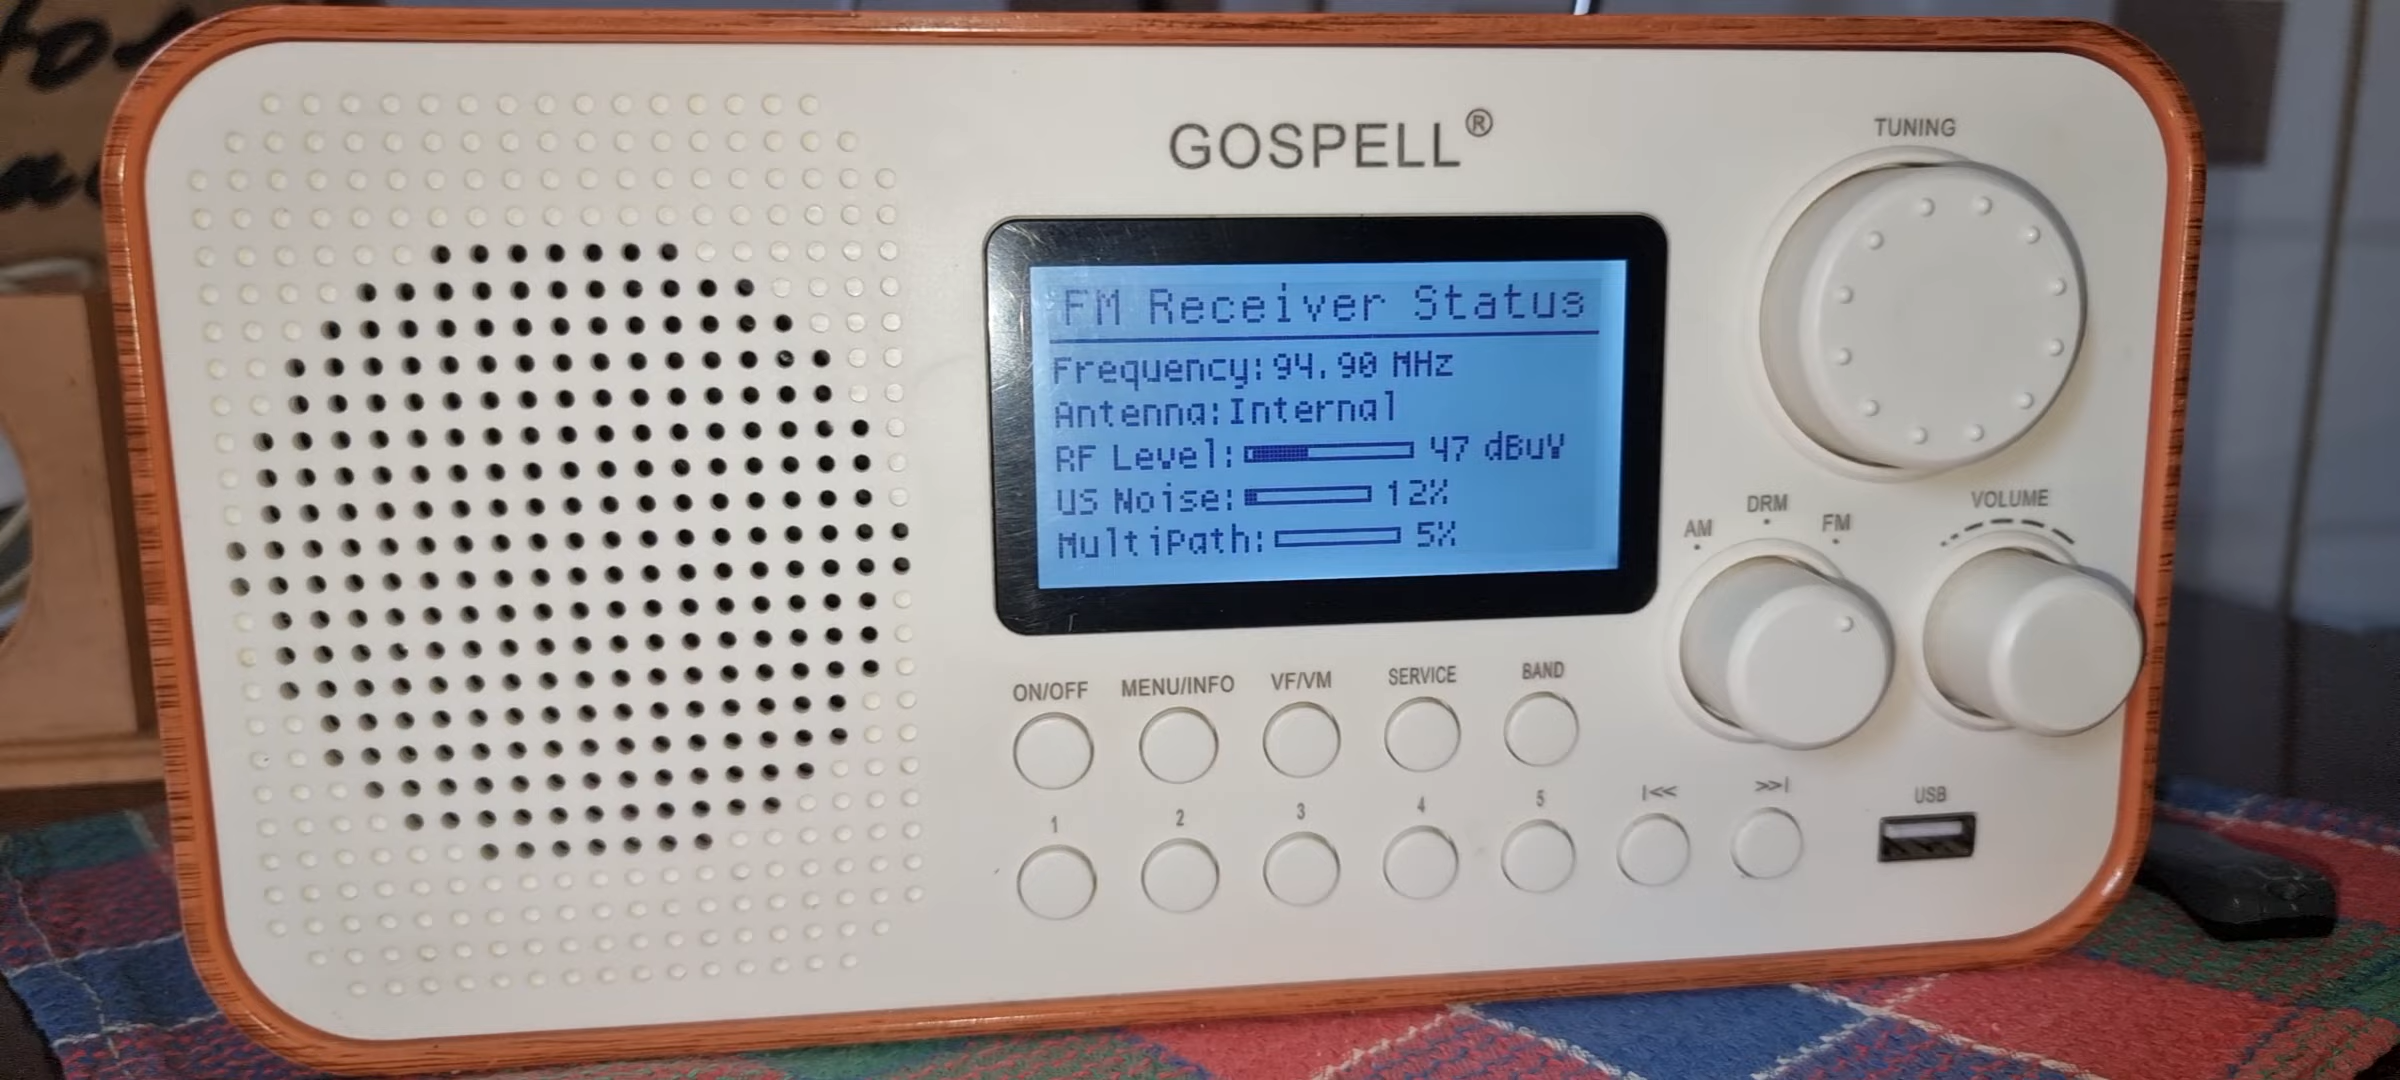 GOSPELL®
TUNING
FM Receiver Status
Frequency:94.90 MHz
Antenna:Internal
RF Level: 47 dBuV
US Noise: 12%
MultiPath: 5%
AM DRM FM
VOLUME
ON/OFF MENU/INFO VF/VM SERVICE BAND
1 2 3 4 5 |<< >>|
USB